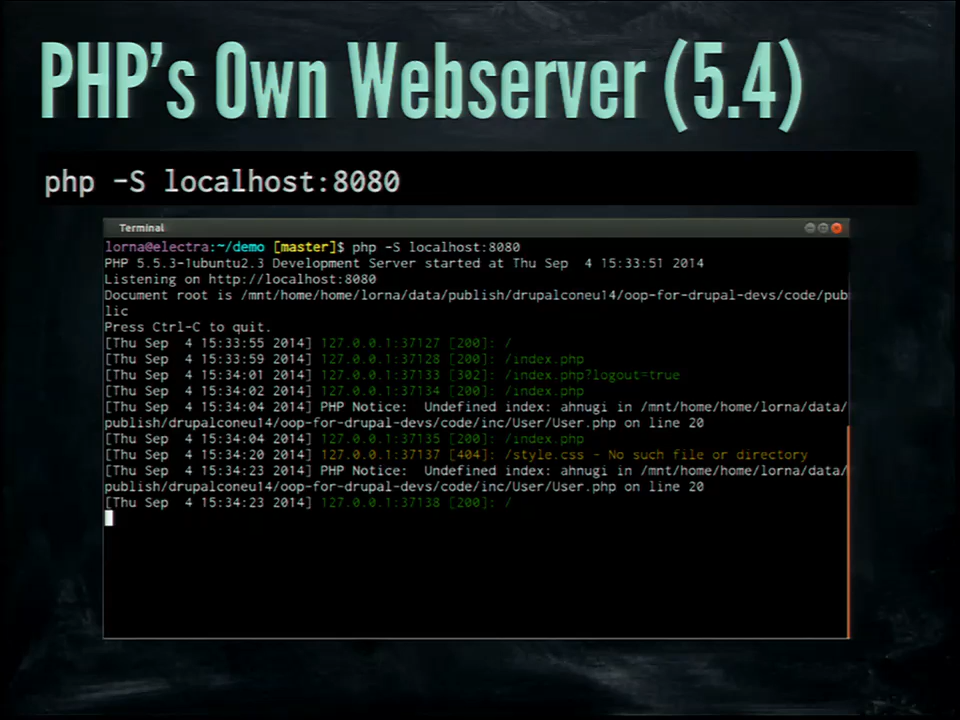 PHP's Own Webserver (5.4)
php -S localhost:8080
Terminal
lorna@electra:~/demo [master]$ php -S localhost:8080
PHP 5.5.3-1ubuntu2.3 Development Server started at Thu Sep  4 15:33:51 2014
Listening on http://localhost:8080
Document root is /mnt/home/home/lorna/data/publish/drupalconeu14/oop-for-drupal-devs/code/pub
lic
Press Ctrl-C to quit.
[Thu Sep  4 15:33:55 2014] 127.0.0.1:37127 [200]: /
[Thu Sep  4 15:33:59 2014] 127.0.0.1:37128 [200]: /index.php
[Thu Sep  4 15:34:01 2014] 127.0.0.1:37133 [302]: /index.php?logout=true
[Thu Sep  4 15:34:02 2014] 127.0.0.1:37134 [200]: /index.php
[Thu Sep  4 15:34:04 2014] PHP Notice:  Undefined index: ahnugi in /mnt/home/home/lorna/data/
publish/drupalconeu14/oop-for-drupal-devs/code/inc/User/User.php on line 20
[Thu Sep  4 15:34:04 2014] 127.0.0.1:37135 [200]: /index.php
[Thu Sep  4 15:34:20 2014] 127.0.0.1:37137 [404]: /style.css - No such file or directory
[Thu Sep  4 15:34:23 2014] PHP Notice:  Undefined index: ahnugi in /mnt/home/home/lorna/data/
publish/drupalconeu14/oop-for-drupal-devs/code/inc/User/User.php on line 20
[Thu Sep  4 15:34:23 2014] 127.0.0.1:37138 [200]: /